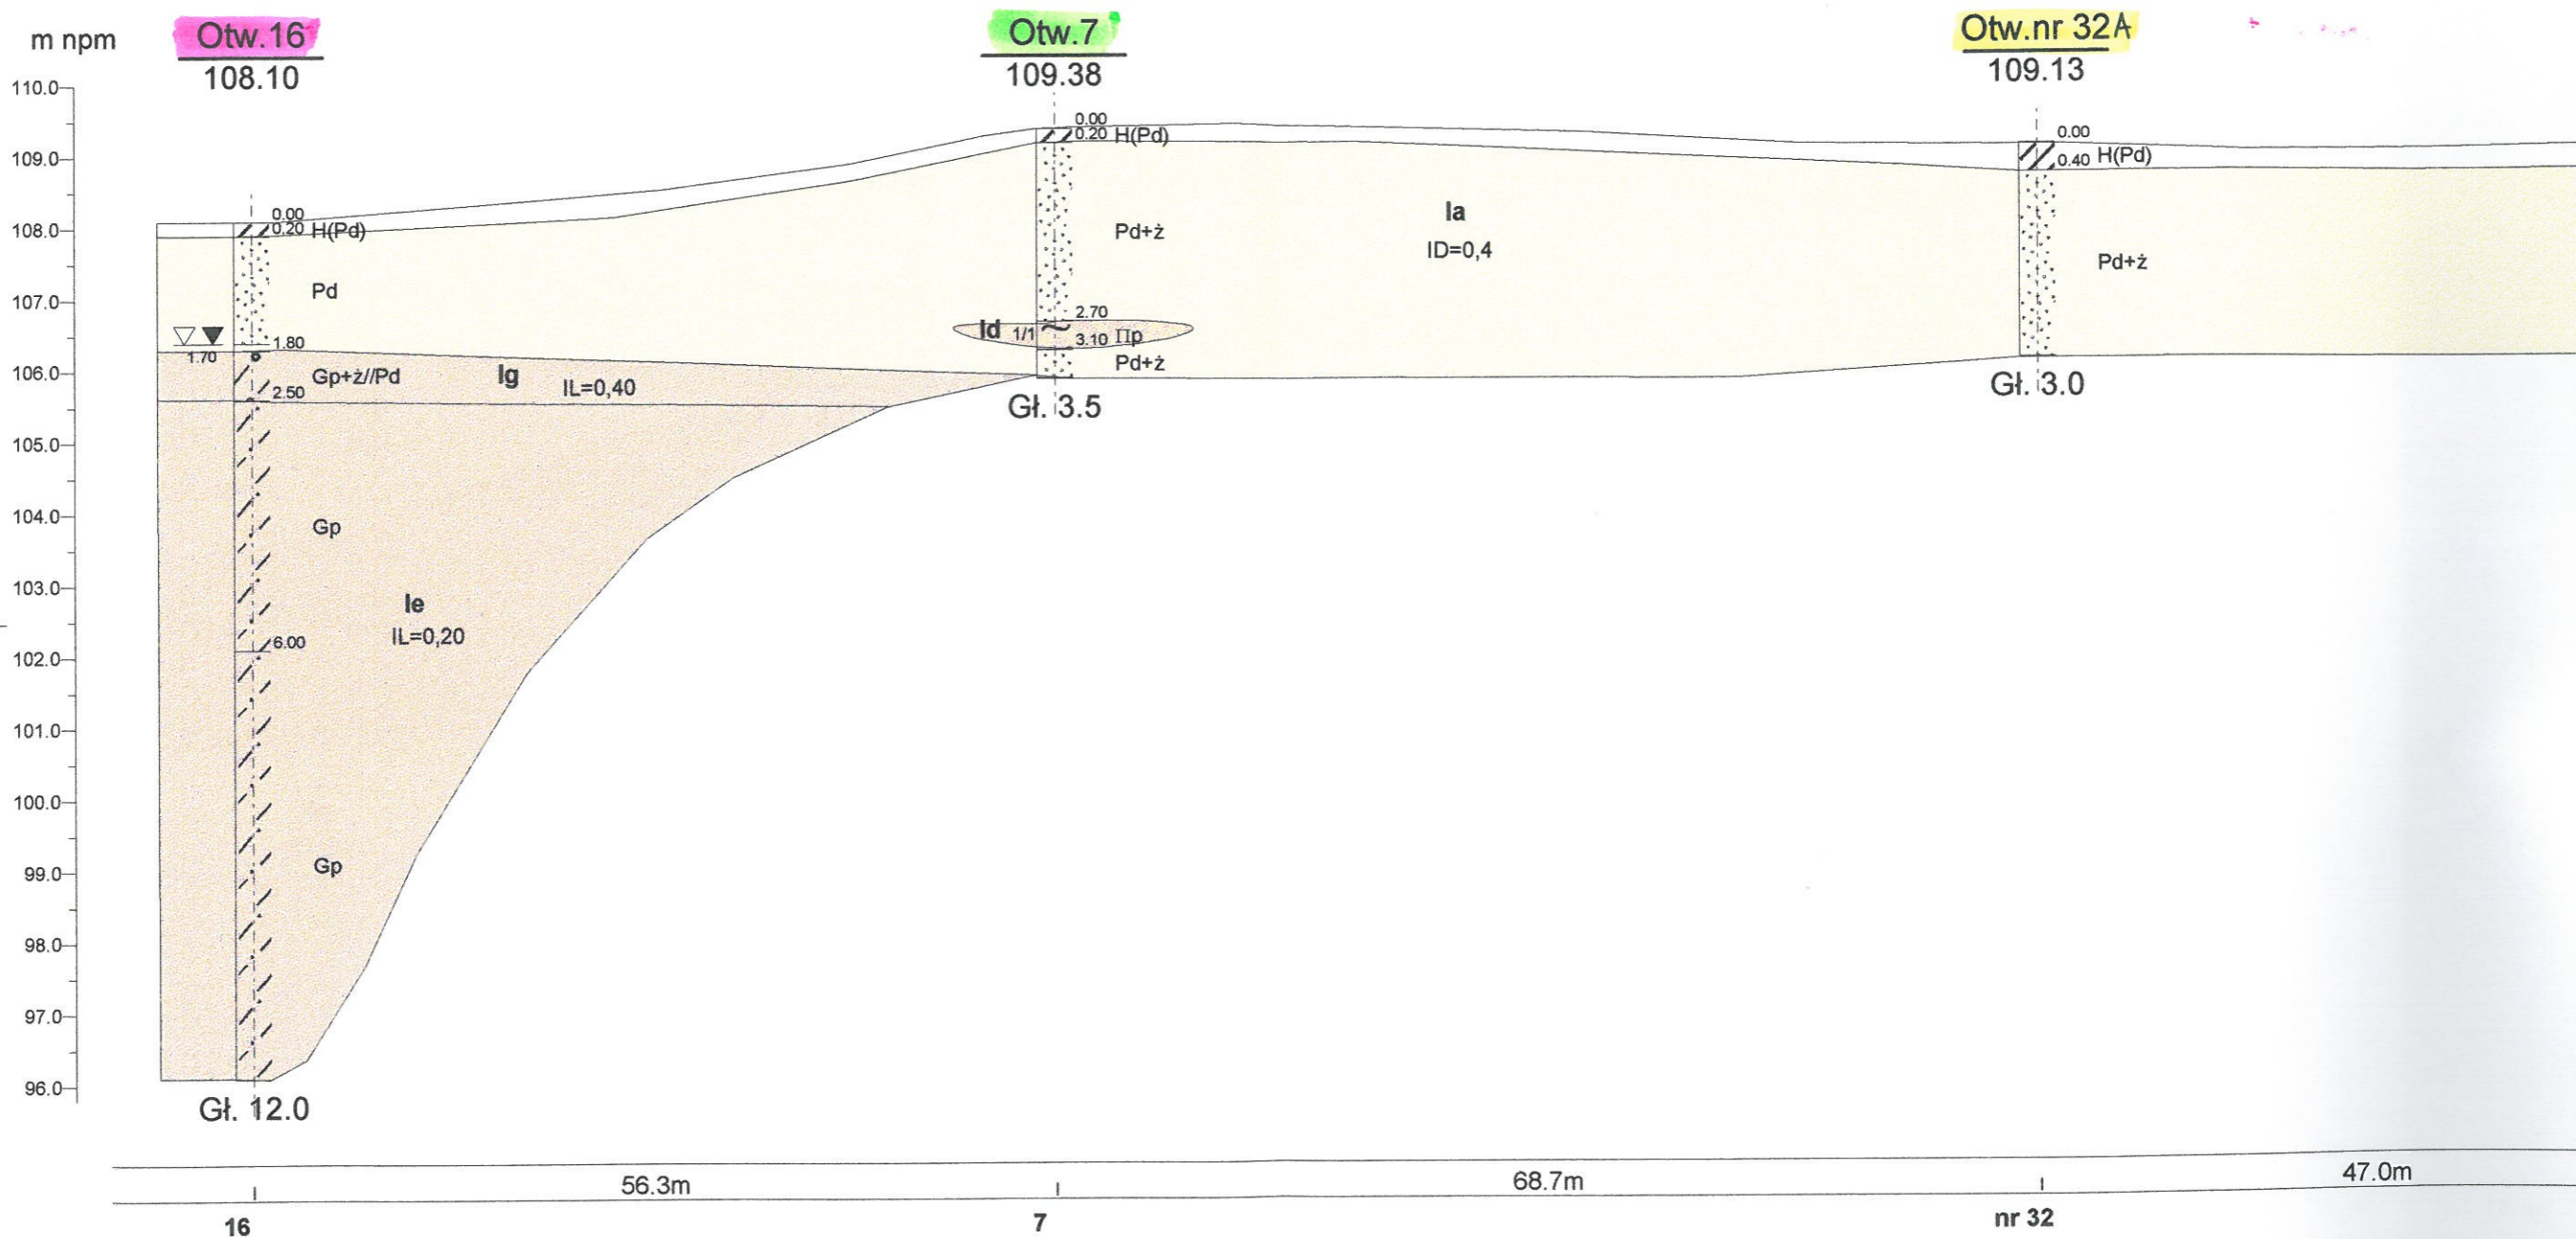 m npm
Otw.16
108.10
Otw.7
109.38
Otw.nr 32A
109.13
110.0
109.0
108.0
107.0
106.0
105.0
104.0
103.0
102.0
101.0
100.0
99.0
98.0
97.0
96.0
0.00
0.20 H(Pd)
Pd
1.70
1.80
Gp+ż//Pd
2.50
Ig
IL=0,40
Gp
Ie
IL=0,20
6.00
Gp
Gł. 12.0
0.00
0.20 H(Pd)
Pd+ż
2.70
Id 1/1
3.10 Πp
Pd+ż
Gł. 3.5
Ia
ID=0,4
0.00
0.40 H(Pd)
Pd+ż
Gł. 3.0
56.3m
68.7m
47.0m
16
7
nr 32